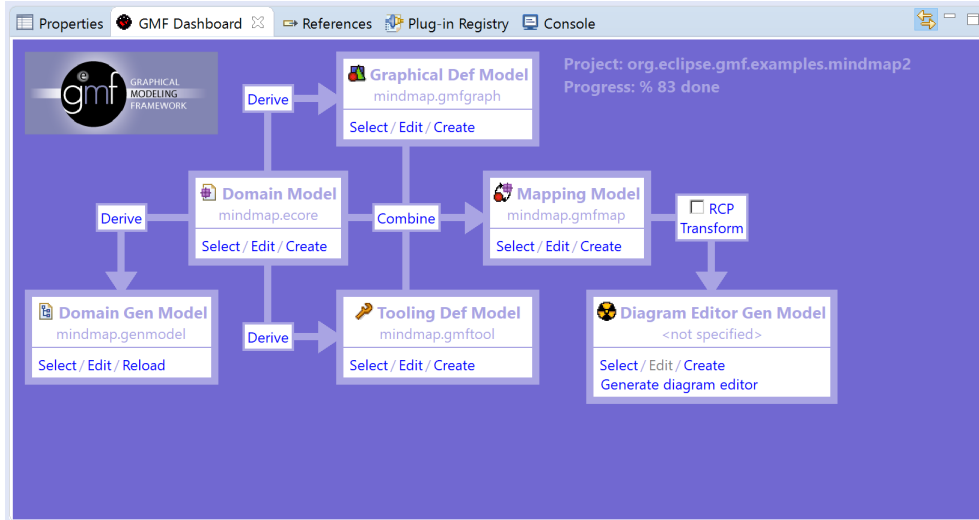 Properties GMF Dashboard References Plug-in Registry Console
e
gmf
GRAPHICAL
MODELING
FRAMEWORK
Project: org.eclipse.gmf.examples.mindmap2
Progress: % 83 done
Graphical Def Model
mindmap.gmfgraph
Select / Edit / Create
Derive
Domain Model
mindmap.ecore
Select / Edit / Create
Derive
Combine
Mapping Model
mindmap.gmfmap
Select / Edit / Create
RCP
Transform
Domain Gen Model
mindmap.genmodel
Select / Edit / Reload
Derive
Tooling Def Model
mindmap.gmftool
Select / Edit / Create
Diagram Editor Gen Model
<not specified>
Select / Edit / Create
Generate diagram editor